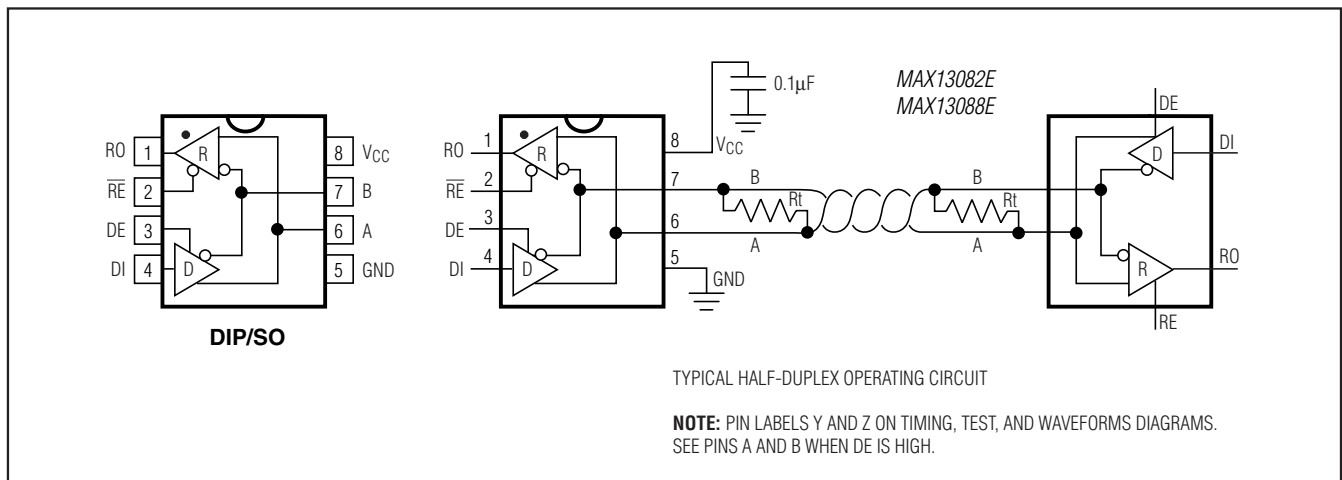 RO 1
R
8 VCC
RE 2
7 B
DE 3
6 A
DI 4
D
5 GND
DIP/SO
0.1µF
MAX13082E
MAX13088E
RO 1
R
8
VCC
RE 2
7 B
Rt
B
Rt
DE 3
6
A
A
DI 4
D
5
GND
DE
D
DI
R
RO
RE
TYPICAL HALF-DUPLEX OPERATING CIRCUIT
NOTE: PIN LABELS Y AND Z ON TIMING, TEST, AND WAVEFORMS DIAGRAMS.
SEE PINS A AND B WHEN DE IS HIGH.